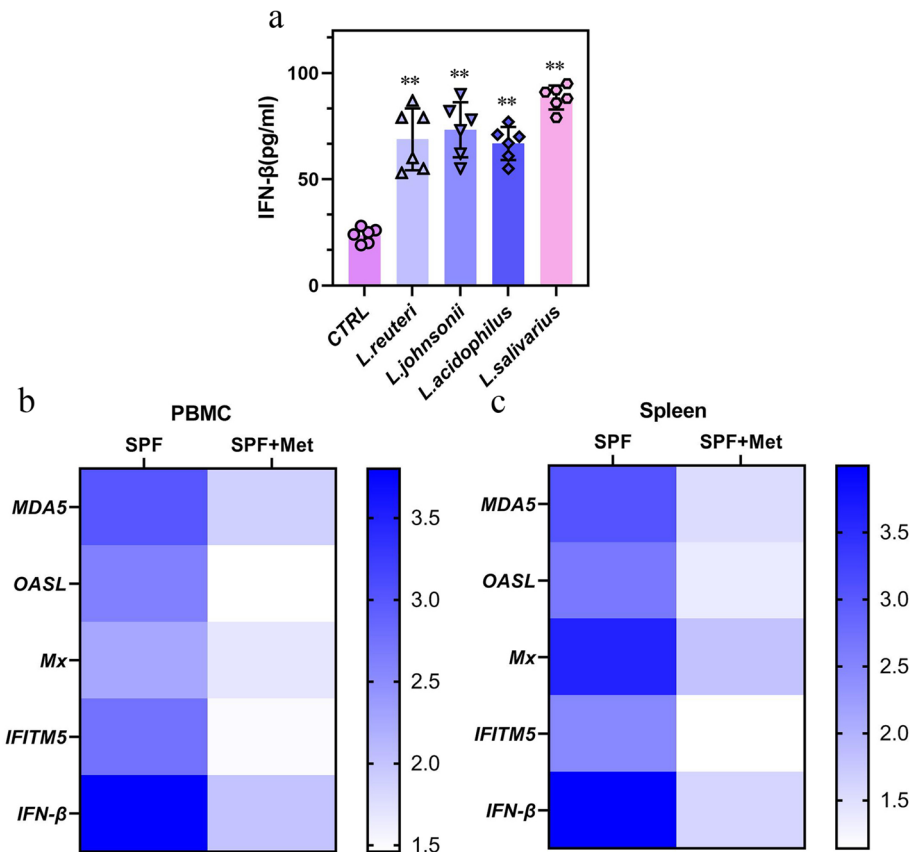 a
IFN-β(pg/ml)
100
50
0
** ** ** **
CTRL
L.reuteri
L.johnsonii
L.acidophilus
L.salivarius
b
PBMC
SPF SPF+Met
MDA5
OASL
Mx
IFITM5
IFN-β
3.5
3.0
2.5
2.0
1.5
c
Spleen
SPF SPF+Met
MDA5
OASL
Mx
IFITM5
IFN-β
3.5
3.0
2.5
2.0
1.5